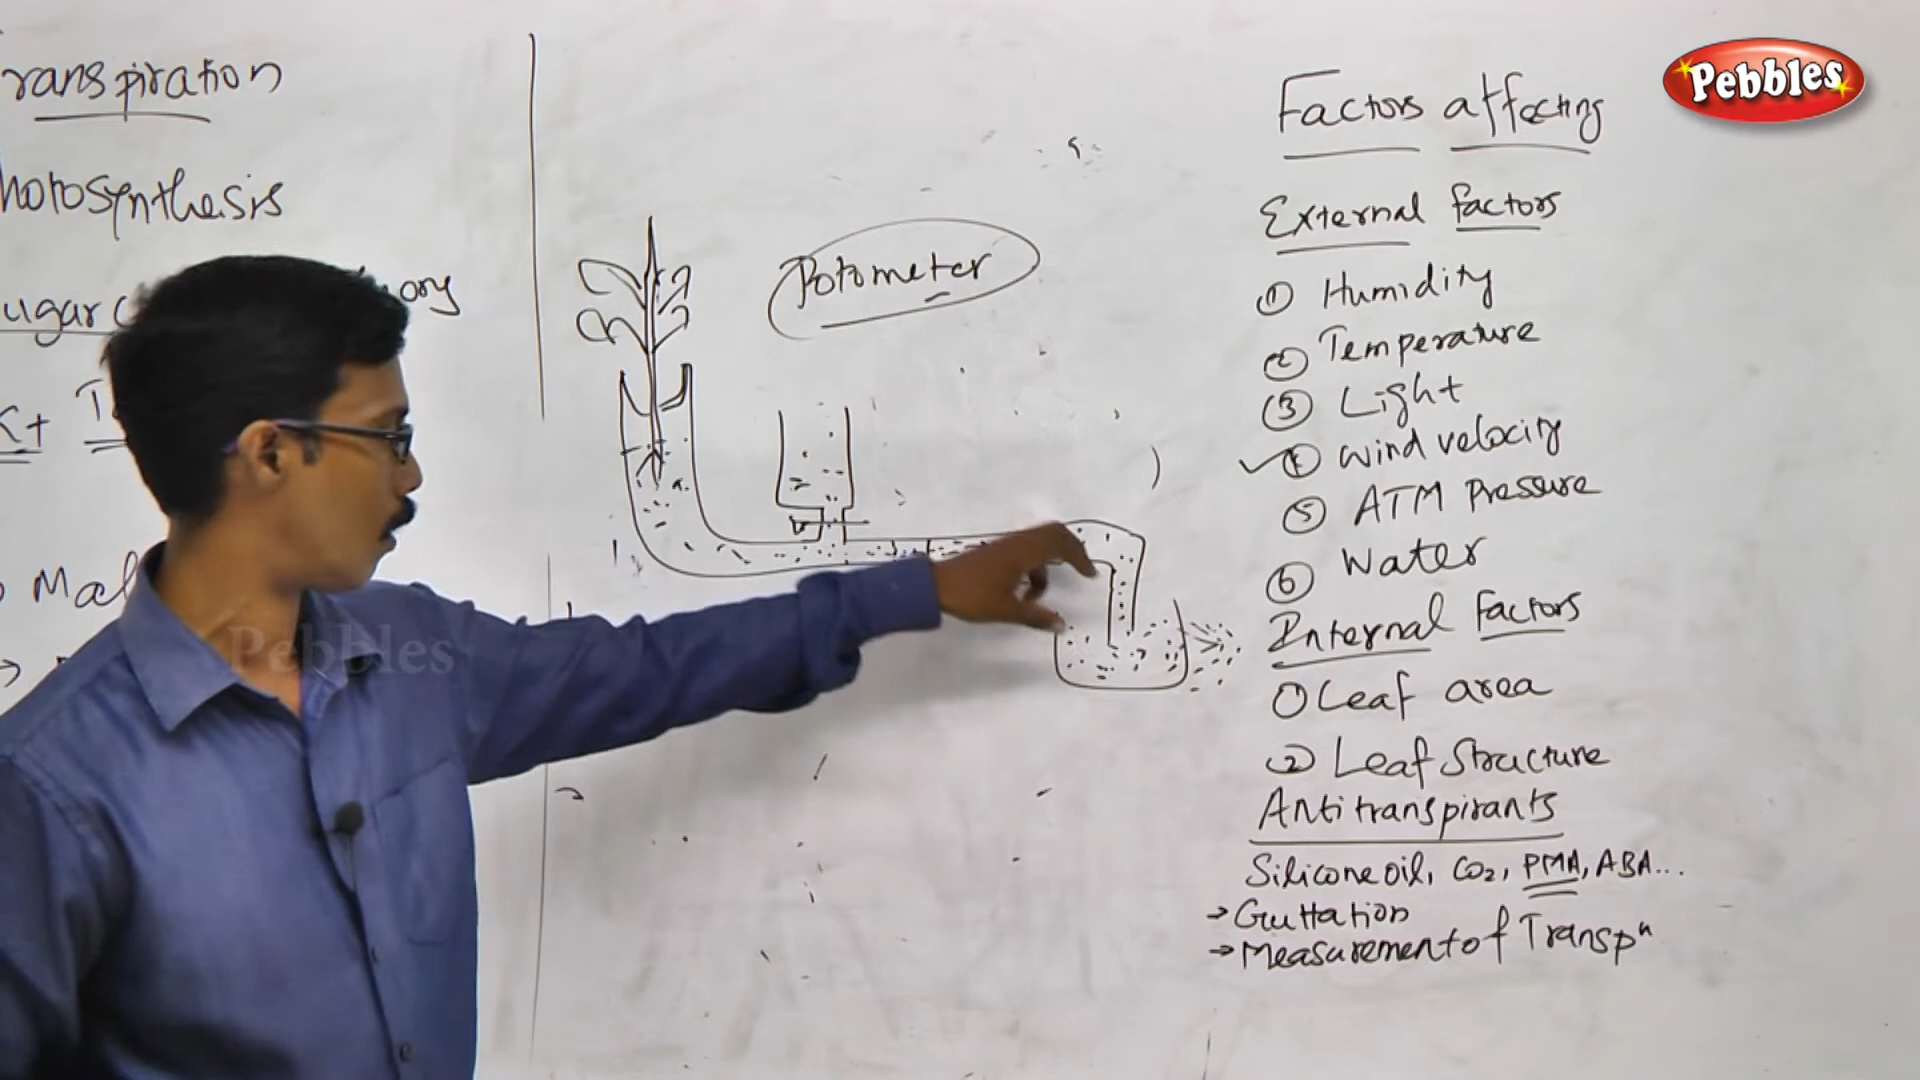 ranspiration
hotosynthesis
ugar
ory
K+
Mal
Potometer
Factors affecting
External factors
① Humidity
② Temperature
③ Light
✓④ Wind velocity
⑤ ATM Pressure
⑥ Water
Internal Factors
① Leaf area
② Leaf Structure
Antitranspirants
Silicone oil, CO2, PMA, ABA...
→ Guttation
→ Measurement of Transpn
Pebbles
Pebbles